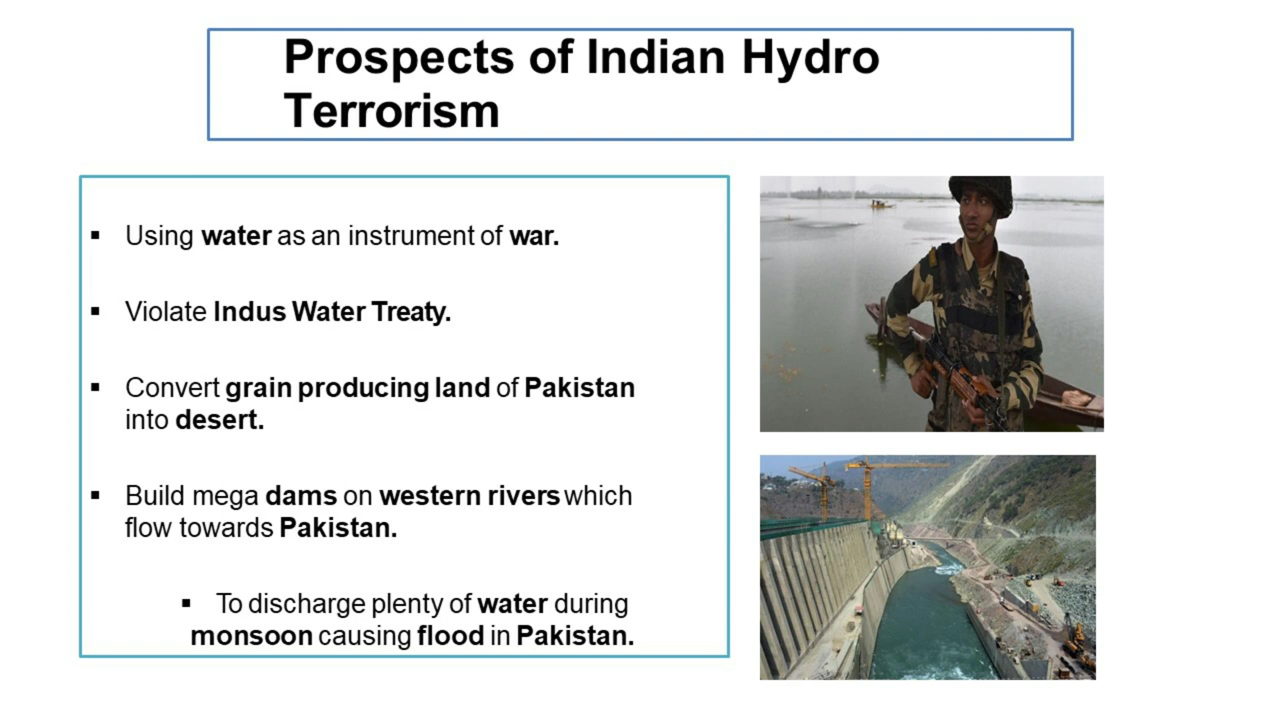 Prospects of Indian Hydro
Terrorism
▪ Using water as an instrument of war.
▪ Violate Indus Water Treaty.
▪ Convert grain producing land of Pakistan
into desert.
▪ Build mega dams on western rivers which
flow towards Pakistan.
▪ To discharge plenty of water during
monsoon causing flood in Pakistan.